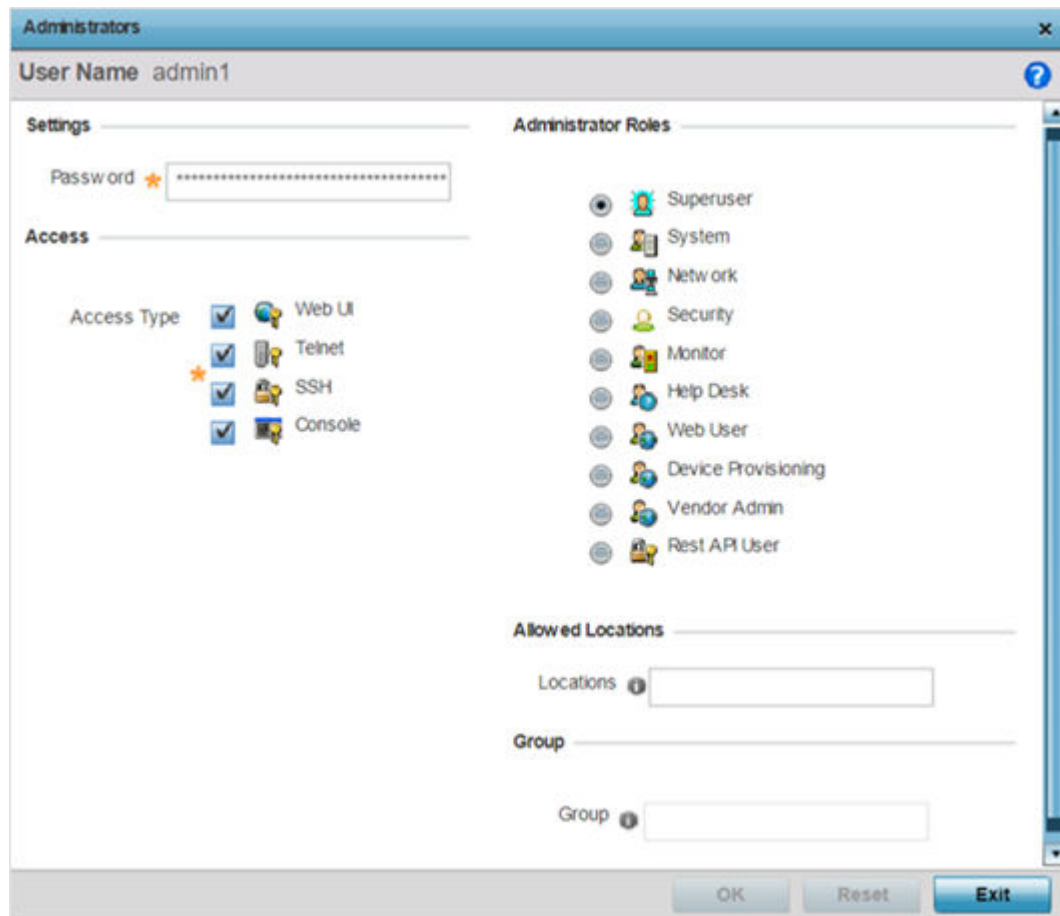 Administrators
User Name admin1
Settings
Password * ************************************
Access
Access Type
Web UI
Telnet
*
SSH
Console
Administrator Roles
Superuser
System
Network
Security
Monitor
Help Desk
Web User
Device Provisioning
Vendor Admin
Rest API User
Allowed Locations
Locations
Group
Group
OK
Reset
Exit